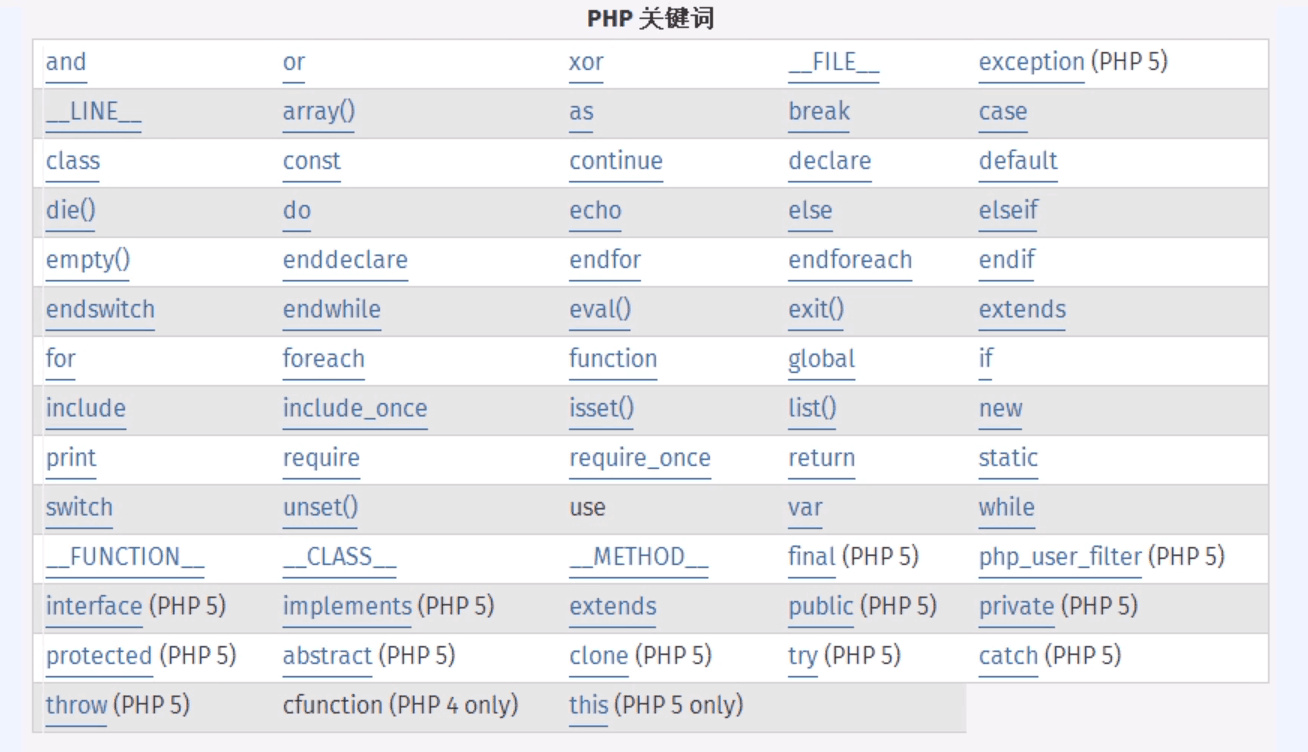 PHP 关键词
and or xor __FILE__ exception (PHP 5)
__LINE__ array() as break case
class const continue declare default
die() do echo else elseif
empty() enddeclare endfor endforeach endif
endswitch endwhile eval() exit() extends
for foreach function global if
include include_once isset() list() new
print require require_once return static
switch unset() use var while
__FUNCTION__ __CLASS__ __METHOD__ final (PHP 5) php_user_filter (PHP 5)
interface (PHP 5) implements (PHP 5) extends public (PHP 5) private (PHP 5)
protected (PHP 5) abstract (PHP 5) clone (PHP 5) try (PHP 5) catch (PHP 5)
throw (PHP 5) cfunction (PHP 4 only) this (PHP 5 only)